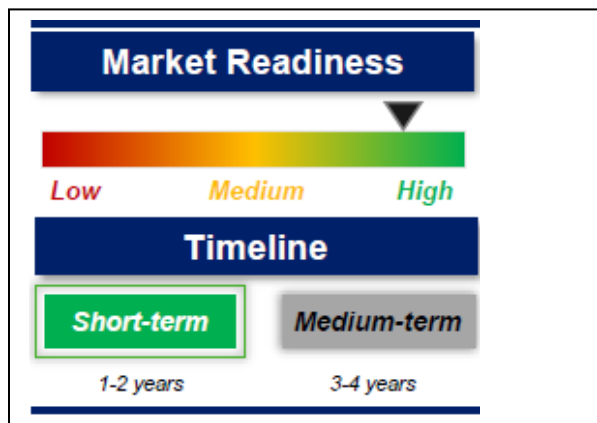 Market Readiness
Low Medium High
Timeline
Short-term Medium-term
1-2 years 3-4 years